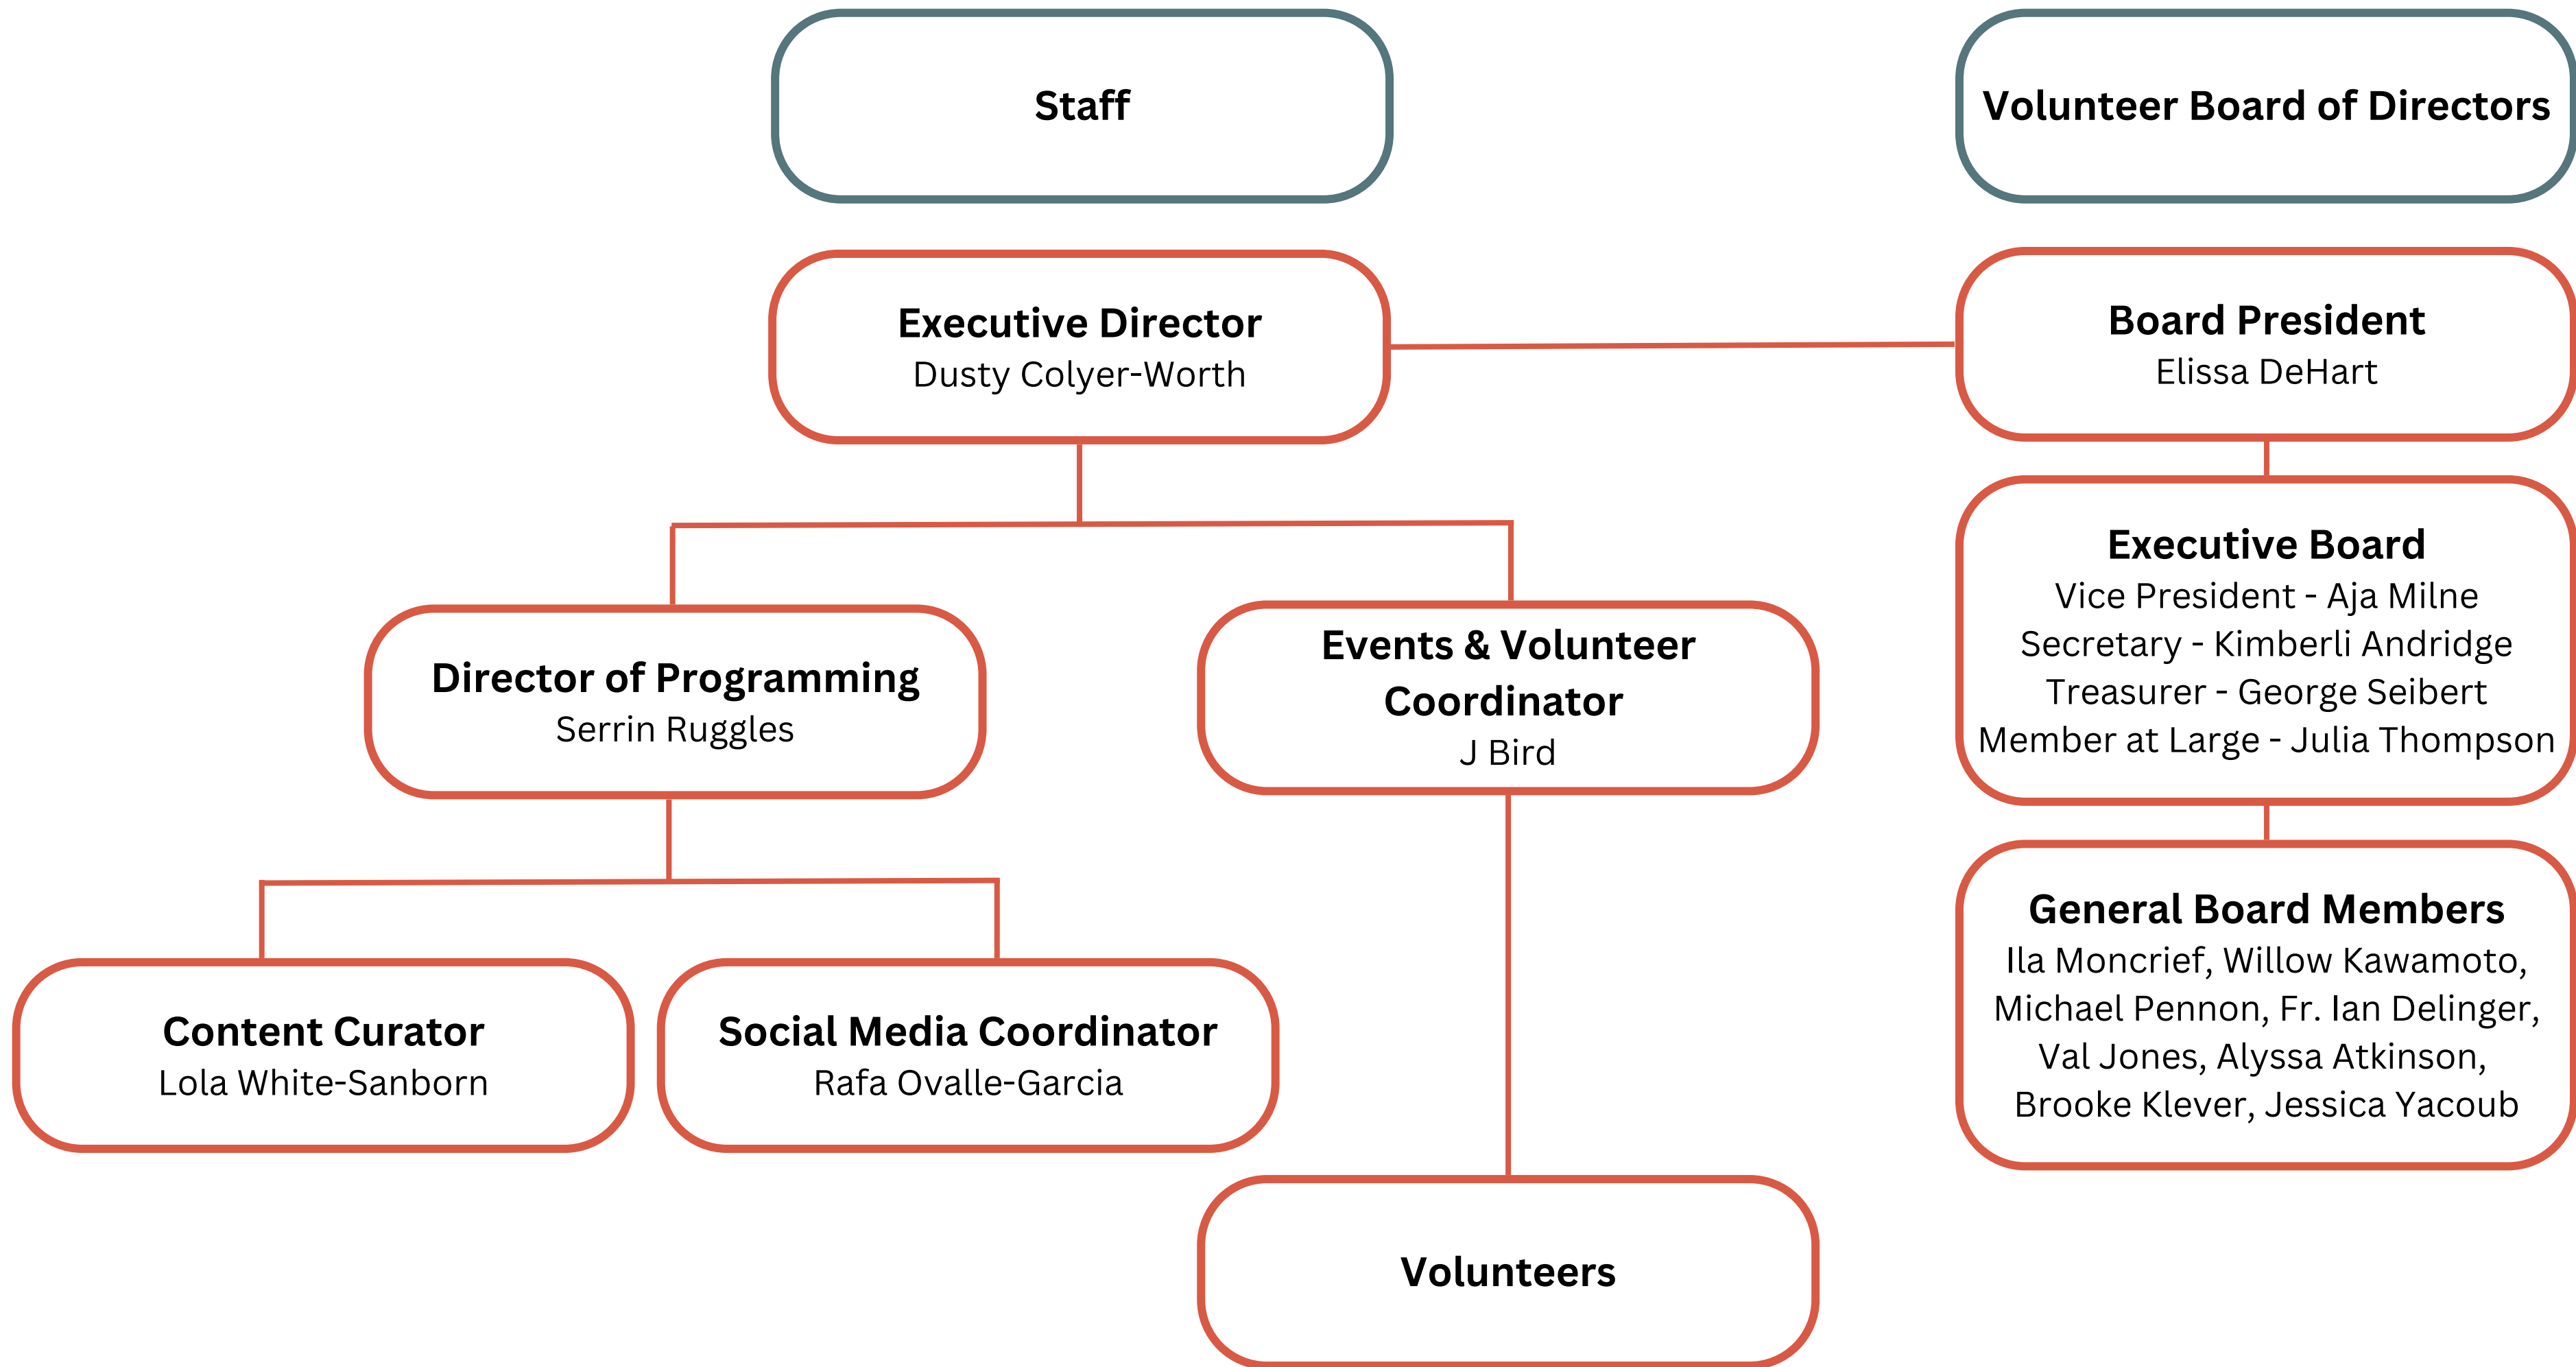 Staff
Volunteer Board of Directors
Executive Director
Dusty Colyer-Worth
Board President
Elissa DeHart
Executive Board
Vice President - Aja Milne
Secretary - Kimberli Andridge
Treasurer - George Seibert
Member at Large - Julia Thompson
Director of Programming
Serrin Ruggles
Events & Volunteer
Coordinator
J Bird
General Board Members
Ila Moncrief, Willow Kawamoto,
Michael Pennon, Fr. Ian Delinger,
Val Jones, Alyssa Atkinson,
Brooke Klever, Jessica Yacoub
Content Curator
Lola White-Sanborn
Social Media Coordinator
Rafa Ovalle-Garcia
Volunteers